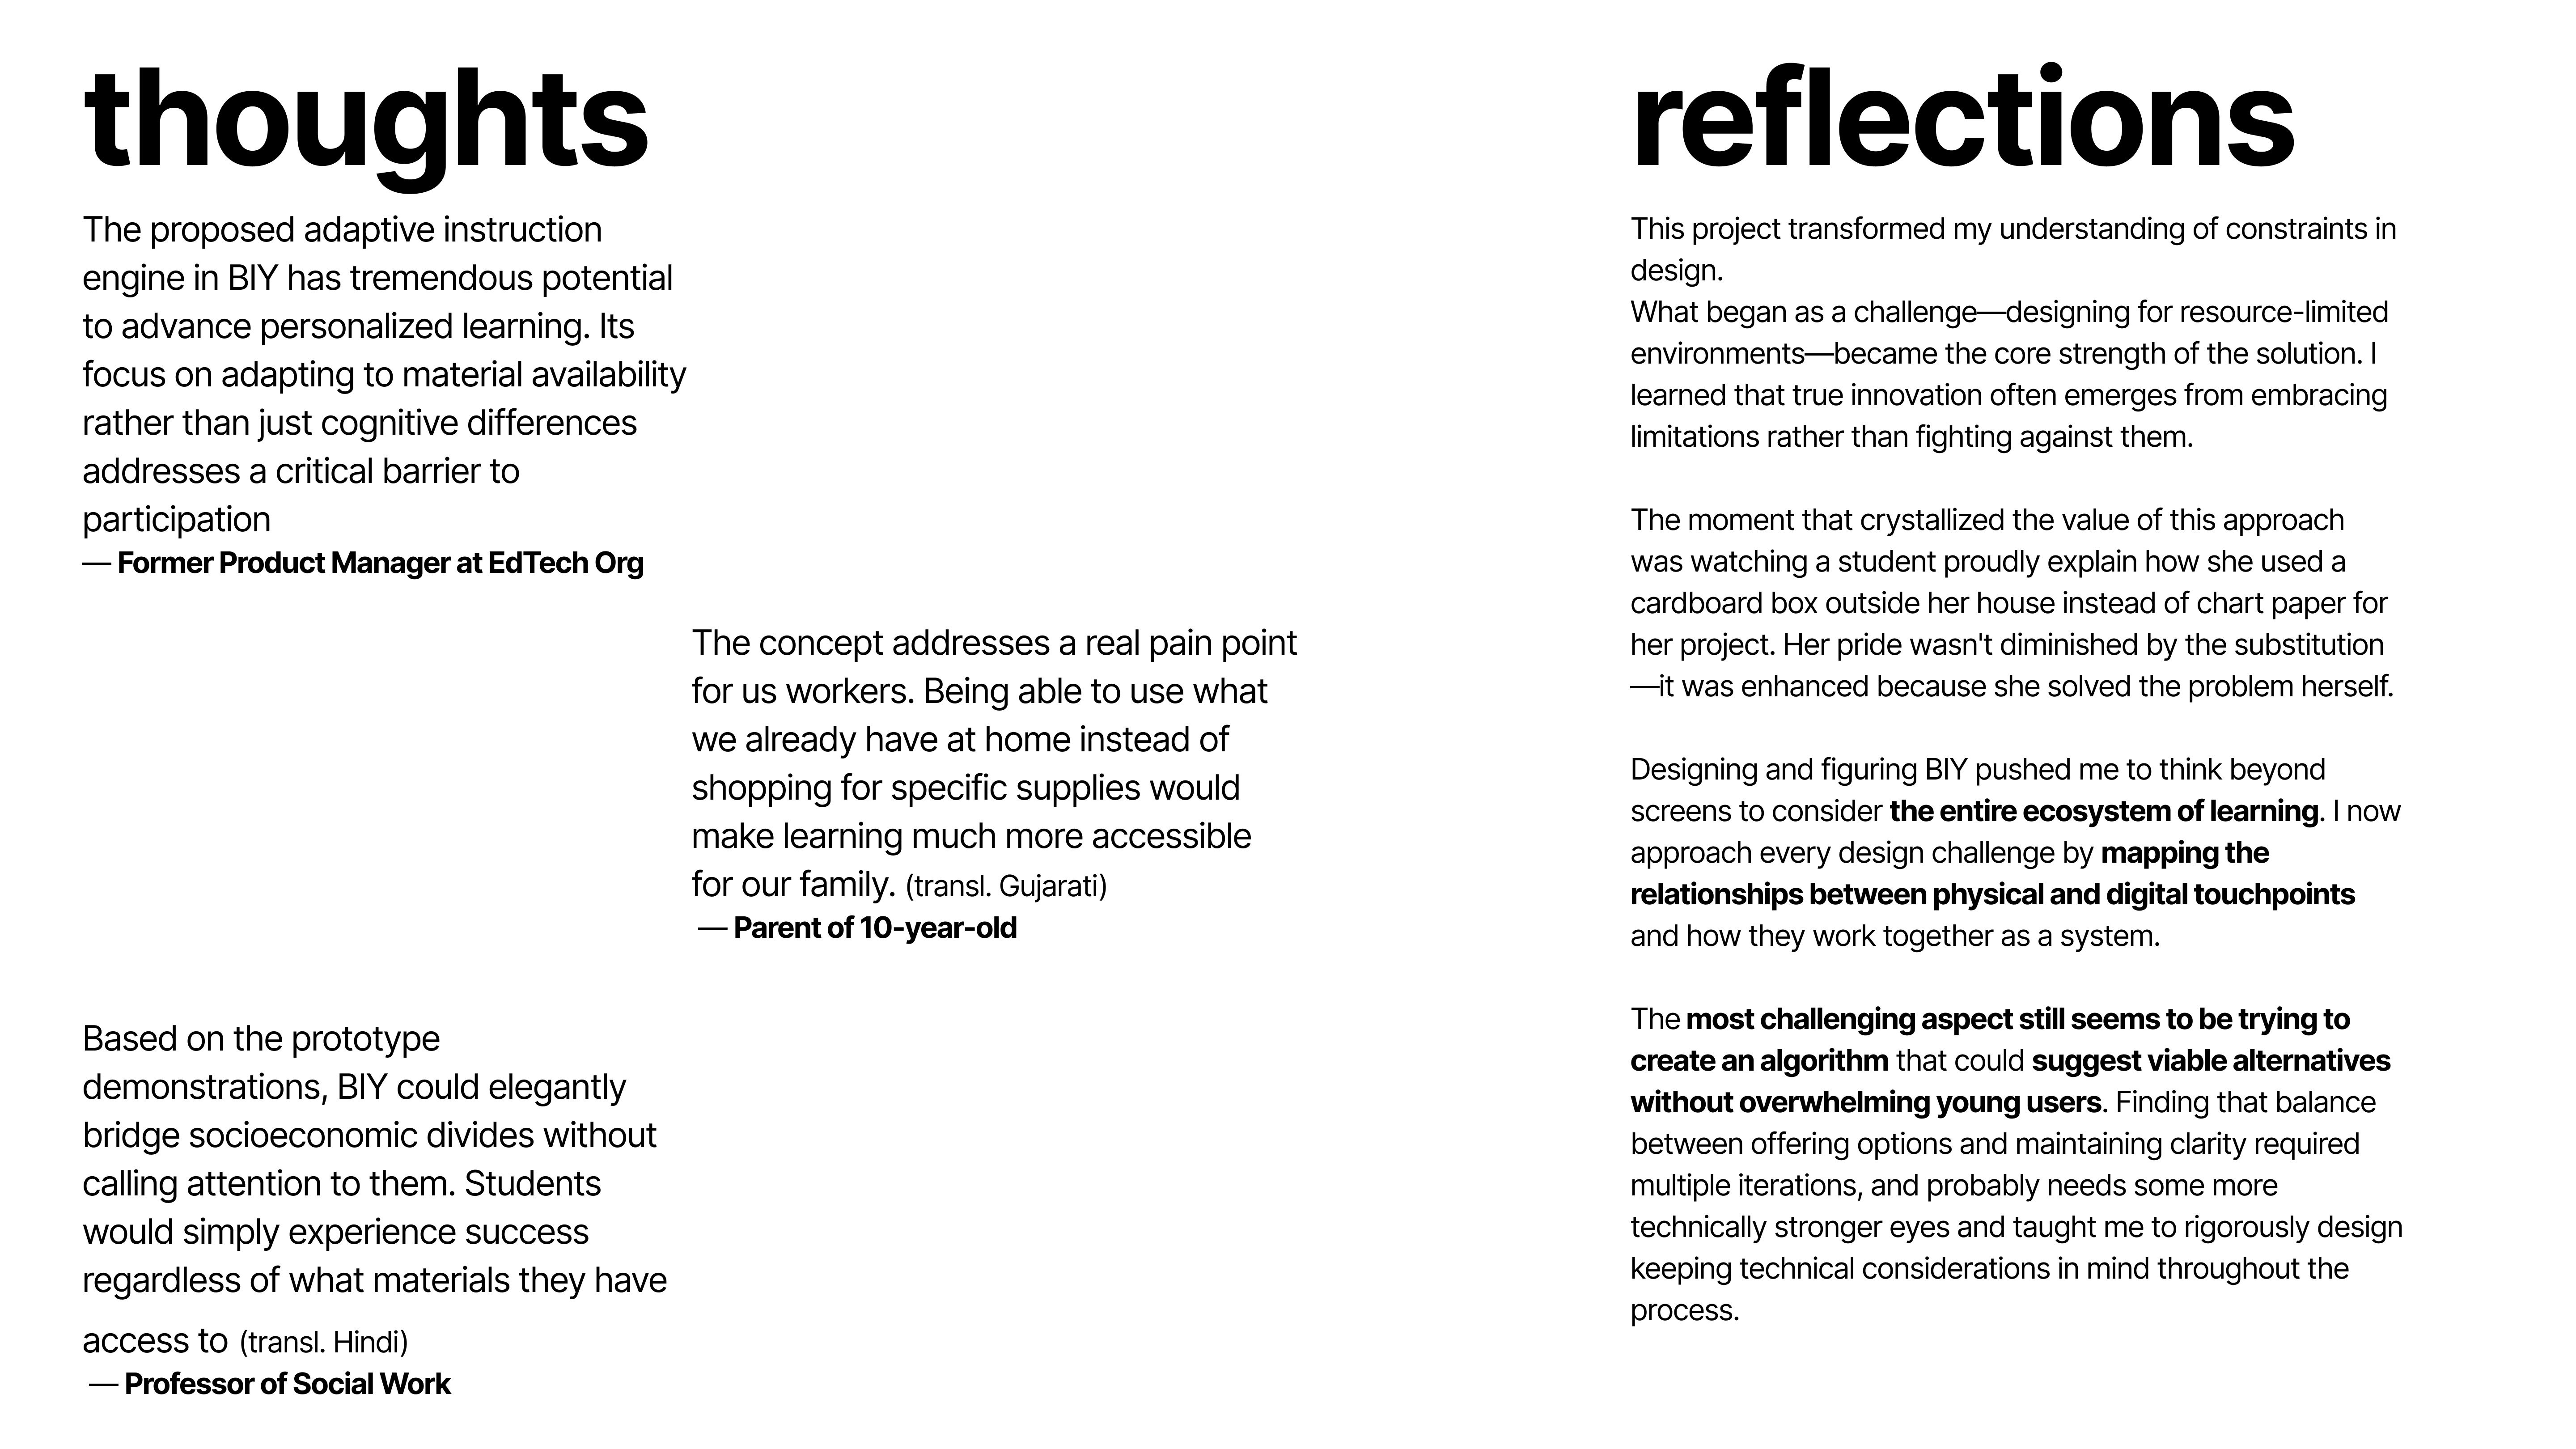 thoughts
The proposed adaptive instruction
engine in BIY has tremendous potential
to advance personalized learning. Its
focus on adapting to material availability
rather than just cognitive differences
addresses a critical barrier to
participation
— Former Product Manager at EdTech Org
The concept addresses a real pain point
for us workers. Being able to use what
we already have at home instead of
shopping for specific supplies would
make learning much more accessible
for our family. (transl. Gujarati)
— Parent of 10-year-old
Based on the prototype
demonstrations, BIY could elegantly
bridge socioeconomic divides without
calling attention to them. Students
would simply experience success
regardless of what materials they have
access to (transl. Hindi)
— Professor of Social Work
reflections
This project transformed my understanding of constraints in
design.
What began as a challenge—designing for resource-limited
environments—became the core strength of the solution. I
learned that true innovation often emerges from embracing
limitations rather than fighting against them.
The moment that crystallized the value of this approach
was watching a student proudly explain how she used a
cardboard box outside her house instead of chart paper for
her project. Her pride wasn't diminished by the substitution
—it was enhanced because she solved the problem herself.
Designing and figuring BIY pushed me to think beyond
screens to consider the entire ecosystem of learning. I now
approach every design challenge by mapping the
relationships between physical and digital touchpoints
and how they work together as a system.
The most challenging aspect still seems to be trying to
create an algorithm that could suggest viable alternatives
without overwhelming young users. Finding that balance
between offering options and maintaining clarity required
multiple iterations, and probably needs some more
technically stronger eyes and taught me to rigorously design
keeping technical considerations in mind throughout the
process.